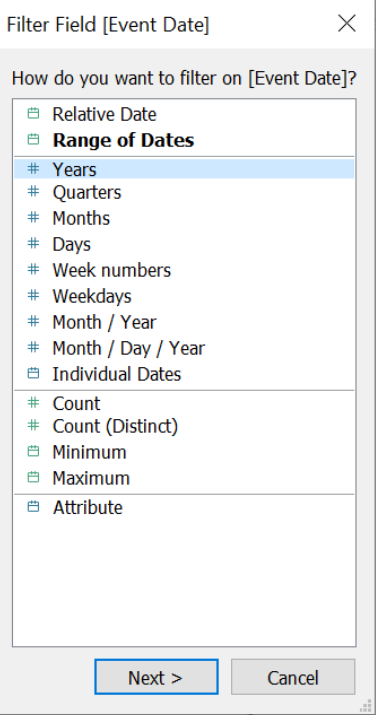 Filter Field [Event Date]
How do you want to filter on [Event Date]?
Relative Date
Range of Dates
Years
Quarters
Months
Days
Week numbers
Weekdays
Month / Year
Month / Day / Year
Individual Dates
Count
Count (Distinct)
Minimum
Maximum
Attribute
Next >
Cancel